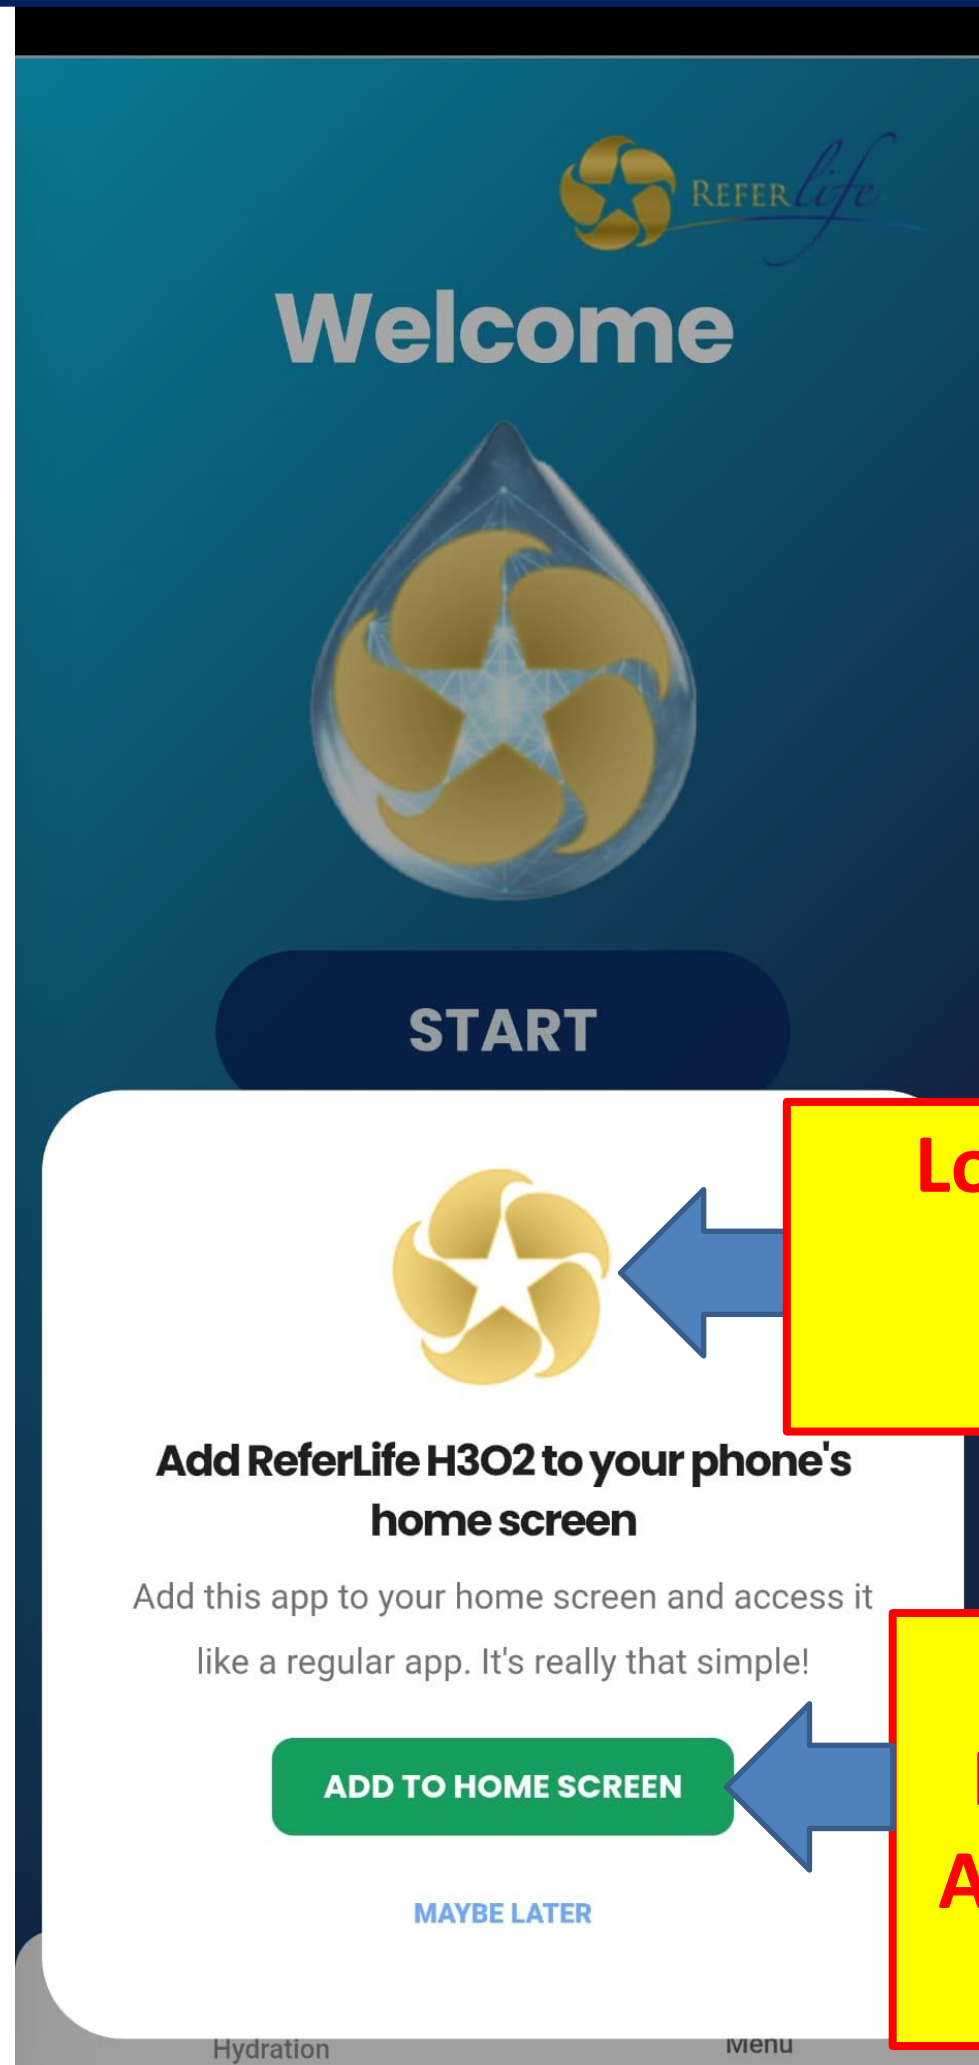 REFER life
Welcome
START
Add ReferLife H3O2 to your phone's
home screen
Add this app to your home screen and access it
like a regular app. It's really that simple!
ADD TO HOME SCREEN
MAYBE LATER
Hydration
Menu